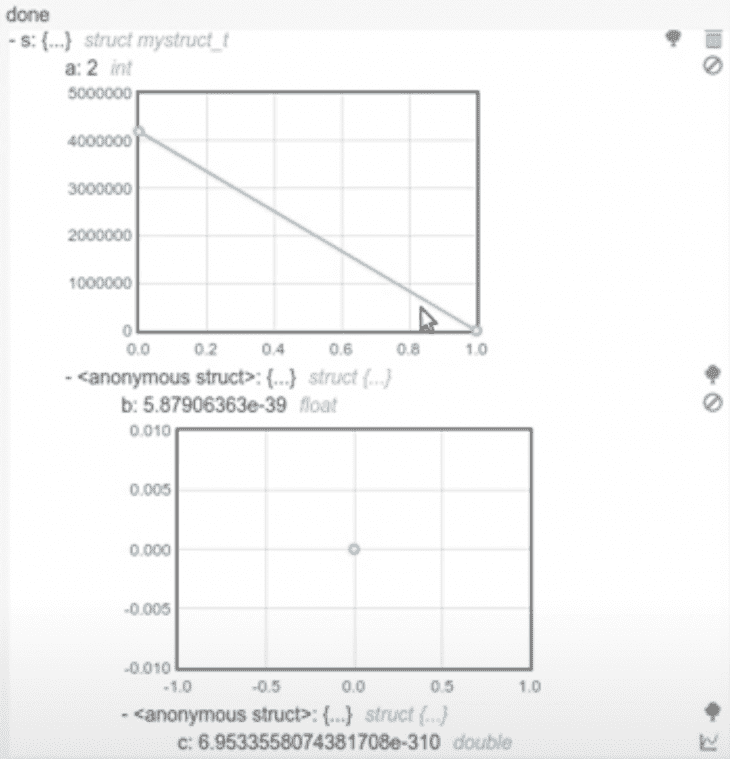 done
- s: {...} struct mystruct_t
a: 2 int
5000000
4000000
3000000
2000000
1000000
0
0.0 0.2 0.4 0.6 0.8 1.0
- <anonymous struct>: {...} struct {...}
b: 5.87906363e-39 float
0.010
0.005
0.000
-0.005
-0.010
-1.0 -0.5 0.0 0.5 1.0
- <anonymous struct>: {...} struct {...}
c: 6.9533558074381708e-310 double